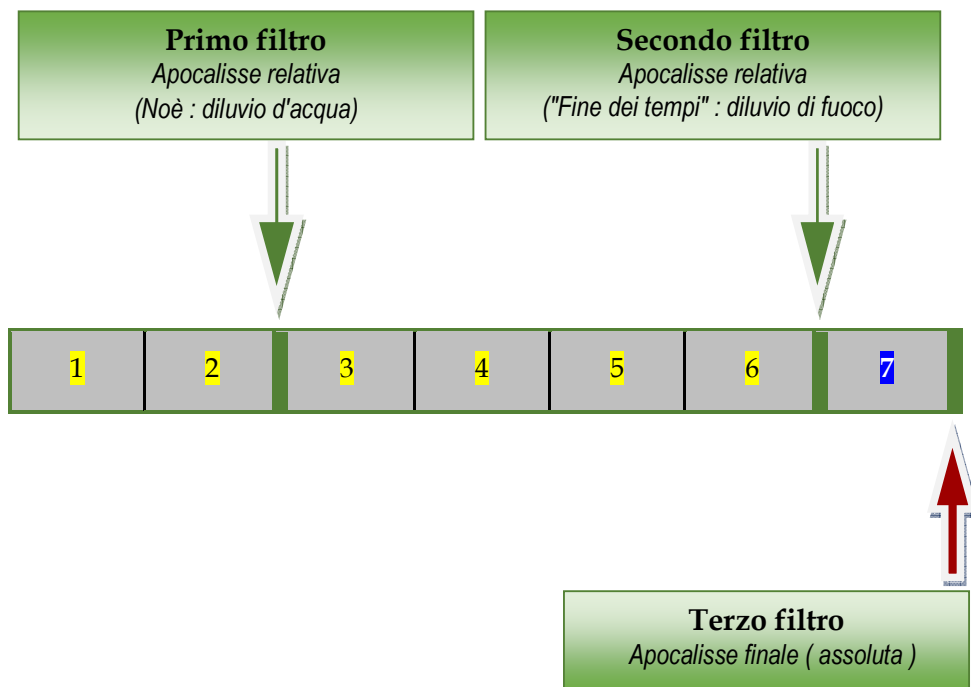 Primo filtro
Apocalisse relativa
(Noè : diluvio d'acqua)
Secondo filtro
Apocalisse relativa
("Fine dei tempi" : diluvio di fuoco)
1 2 3 4 5 6 7
Terzo filtro
Apocalisse finale ( assoluta )